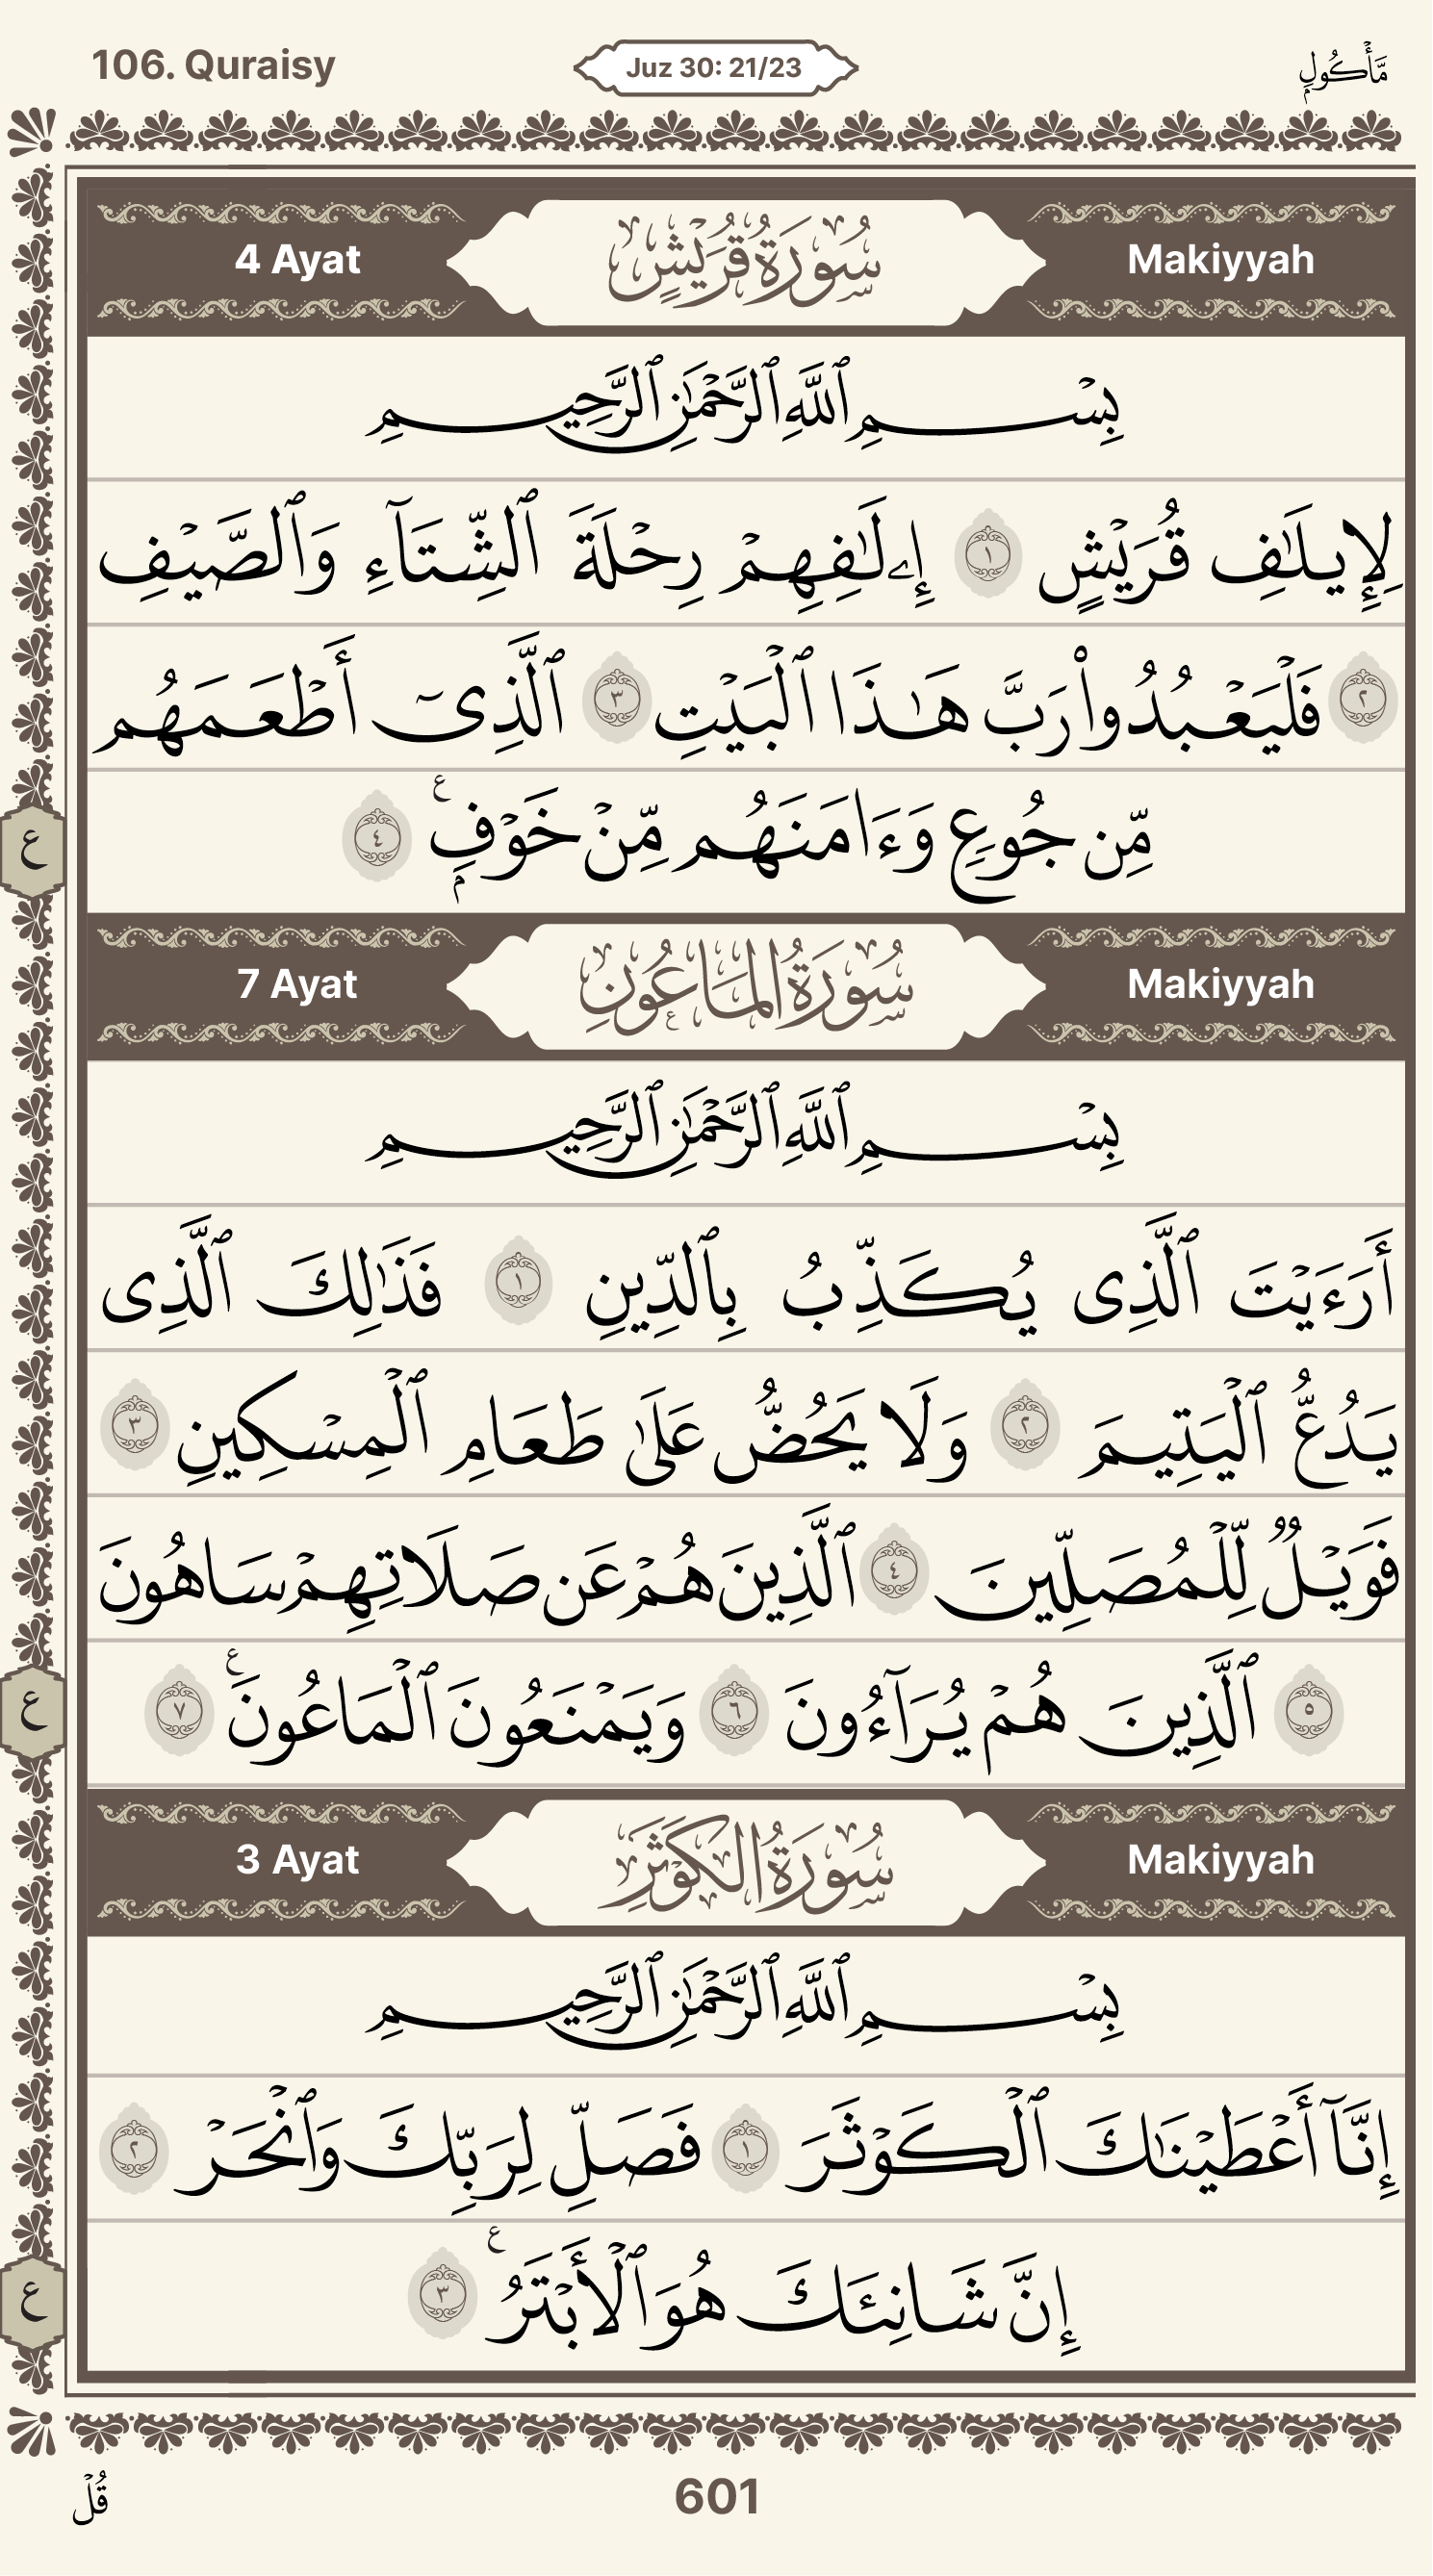 106. Quraisy
Juz 30: 21/23
مَّأۡكُولِۭ
4 Ayat
سُورَةُ قُرَيۡشٍ
Makiyyah
بِسۡمِ ٱللَّهِ ٱلرَّحۡمَٰنِ ٱلرَّحِيمِ
لِإِيلَٰفِ قُرَيۡشٍ ١ إِۦلَٰفِهِمۡ رِحۡلَةَ ٱلشِّتَآءِ وَٱلصَّيۡفِ
٢ فَلۡيَعۡبُدُواْ رَبَّ هَٰذَا ٱلۡبَيۡتِ ٣ ٱلَّذِيٓ أَطۡعَمَهُم
مِّن جُوعٖ وَءَامَنَهُم مِّنۡ خَوۡفِۭ ع ٤
ع
7 Ayat
سُورَةُ الْمَاعُونِ
Makiyyah
بِسۡمِ ٱللَّهِ ٱلرَّحۡمَٰنِ ٱلرَّحِيمِ
أَرَءَيۡتَ ٱلَّذِي يُكَذِّبُ بِٱلدِّينِ ١ فَذَٰلِكَ ٱلَّذِي
يَدُعُّ ٱلۡيَتِيمَ ٢ وَلَا يَحُضُّ عَلَىٰ طَعَامِ ٱلۡمِسۡكِينِ ٣
فَوَيۡلٞ لِّلۡمُصَلِّينَ ٤ ٱلَّذِينَ هُمۡ عَن صَلَاتِهِمۡ سَاهُونَ
٥ ٱلَّذِينَ هُمۡ يُرَآءُونَ ٦ وَيَمۡنَعُونَ ٱلۡمَاعُونَ ع ٧
ع
3 Ayat
سُورَةُ الْكَوْثَرِ
Makiyyah
بِسۡمِ ٱللَّهِ ٱلرَّحۡمَٰنِ ٱلرَّحِيمِ
إِنَّآ أَعۡطَيۡنَٰكَ ٱلۡكَوۡثَرَ ١ فَصَلِّ لِرَبِّكَ وَٱنۡحَرۡ ٢
إِنَّ شَانِئَكَ هُوَ ٱلۡأَبۡتَرُ ع ٣
ع
قُلۡ
601